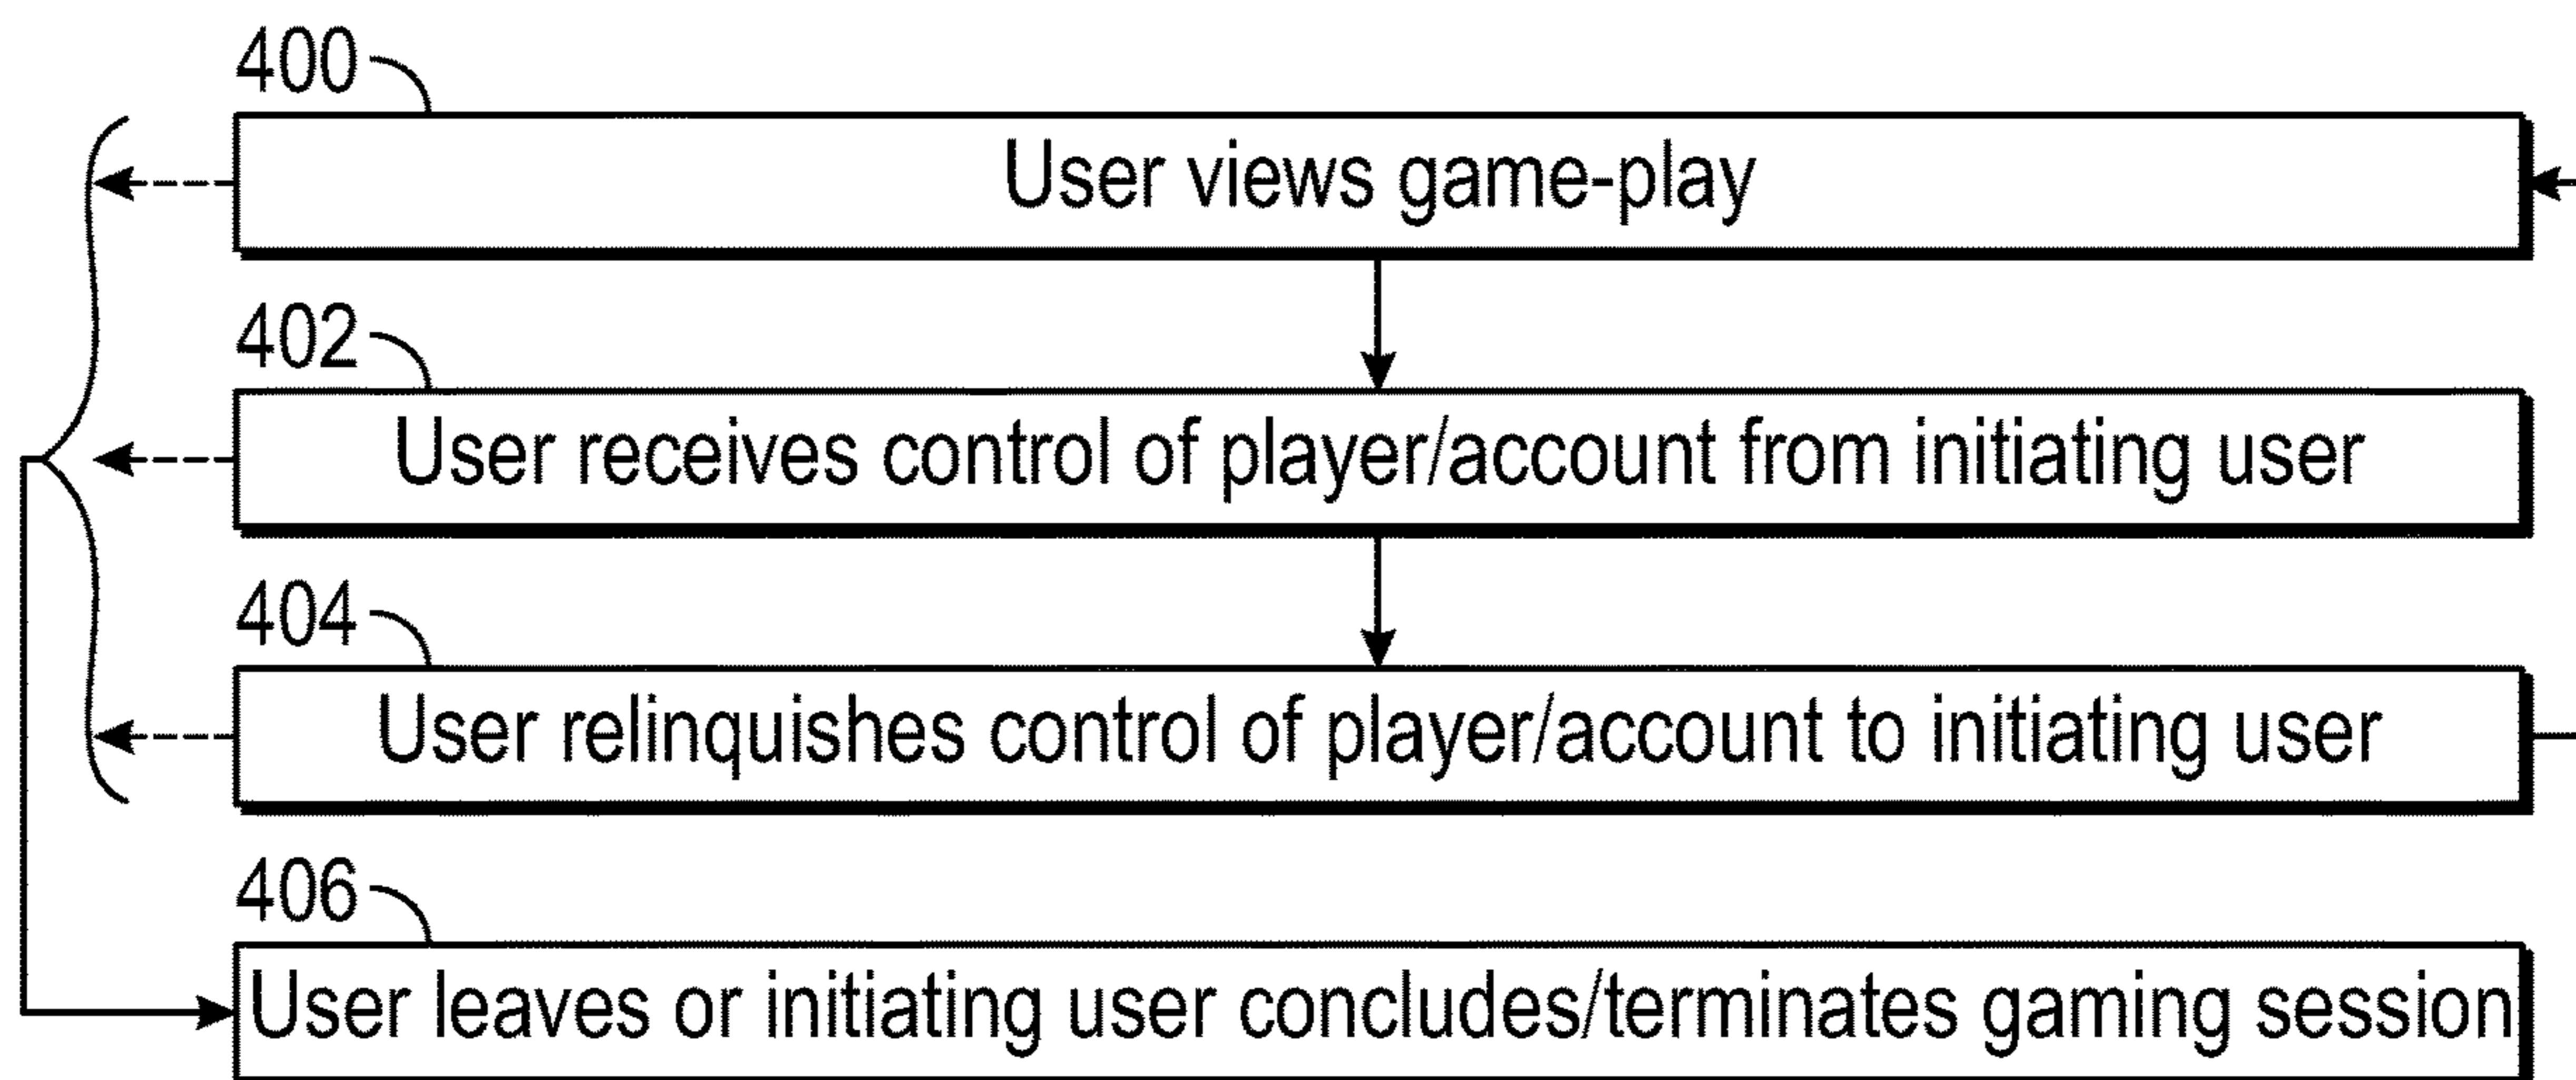 400
User views game-play
402
User receives control of player/account from initiating user
404
User relinquishes control of player/account to initiating user
406
User leaves or initiating user concludes/terminates gaming session